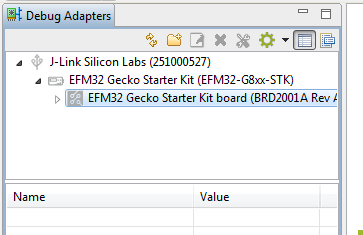 Debug Adapters
J-Link Silicon Labs (251000527)
EFM32 Gecko Starter Kit (EFM32-G8xx-STK)
EFM32 Gecko Starter Kit board (BRD2001A Rev A
Name Value